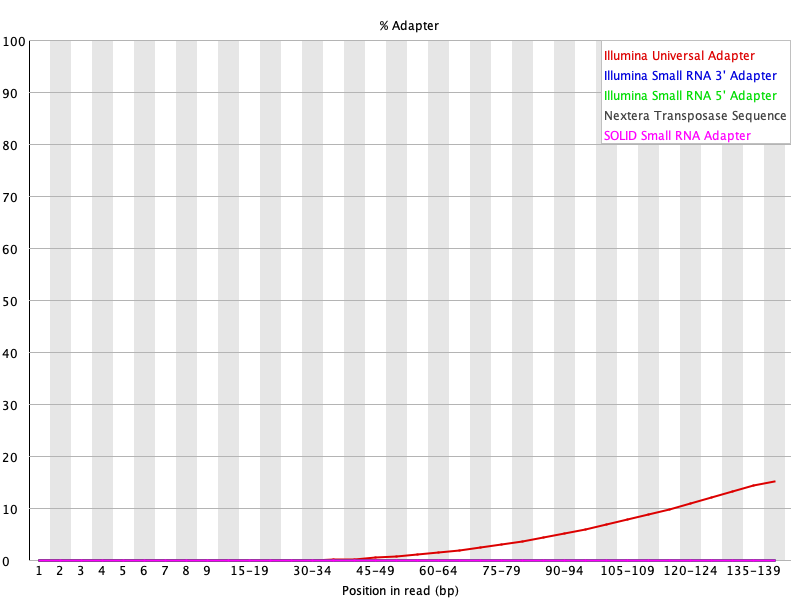 % Adapter
100
90
80
70
60
50
40
30
20
10
0
Illumina Universal Adapter
Illumina Small RNA 3' Adapter
Illumina Small RNA 5' Adapter
Nextera Transposase Sequence
SOLID Small RNA Adapter
1 2 3 4 5 6 7 8 9 15-19 30-34 45-49 60-64 75-79 90-94 105-109 120-124 135-139
Position in read (bp)